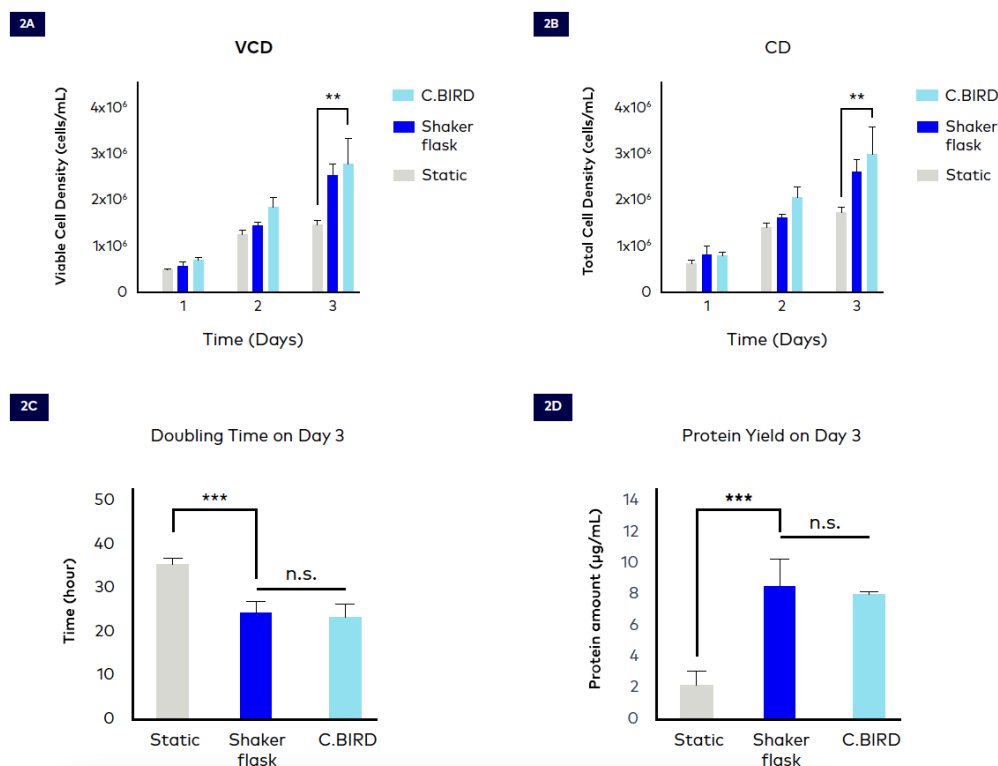 2A
VCD
Viable Cell Density (cells/mL)
4x10⁶
3x10⁶
2x10⁶
1x10⁶
0
**
1
2
3
Time (Days)
C.BIRD
Shaker
flask
Static
2B
CD
Total Cell Density (cells/mL)
4x10⁶
3x10⁶
2x10⁶
1x10⁶
0
**
1
2
3
Time (Days)
C.BIRD
Shaker
flask
Static
2C
Doubling Time on Day 3
Time (hour)
50
40
30
20
10
0
***
n.s.
Static
Shaker
flask
C.BIRD
2D
Protein Yield on Day 3
Protein amount (µg/mL)
14
12
10
8
6
4
2
0
***
n.s.
Static
Shaker
flask
C.BIRD